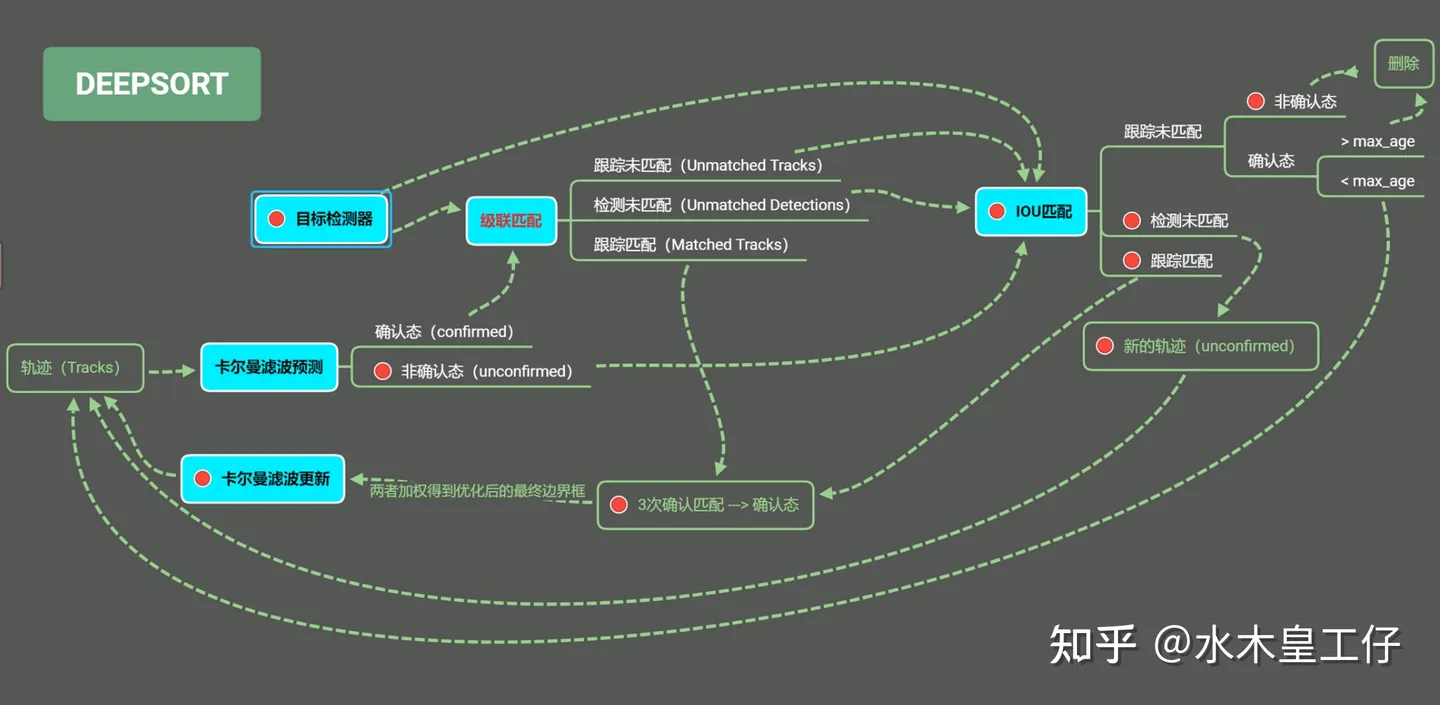 DEEPSORT
删除
非确认态
跟踪未匹配
> max_age
确认态
< max_age
跟踪未匹配（Unmatched Tracks）
目标检测器
级联匹配
检测未匹配（Unmatched Detections）
IOU匹配
检测未匹配
跟踪匹配（Matched Tracks）
跟踪匹配
确认态（confirmed）
新的轨迹（unconfirmed）
轨迹（Tracks）
卡尔曼滤波预测
非确认态（unconfirmed）
卡尔曼滤波更新
两者加权得到优化后的最终边界框
3次确认匹配 —> 确认态
知乎 @水木皇工仔